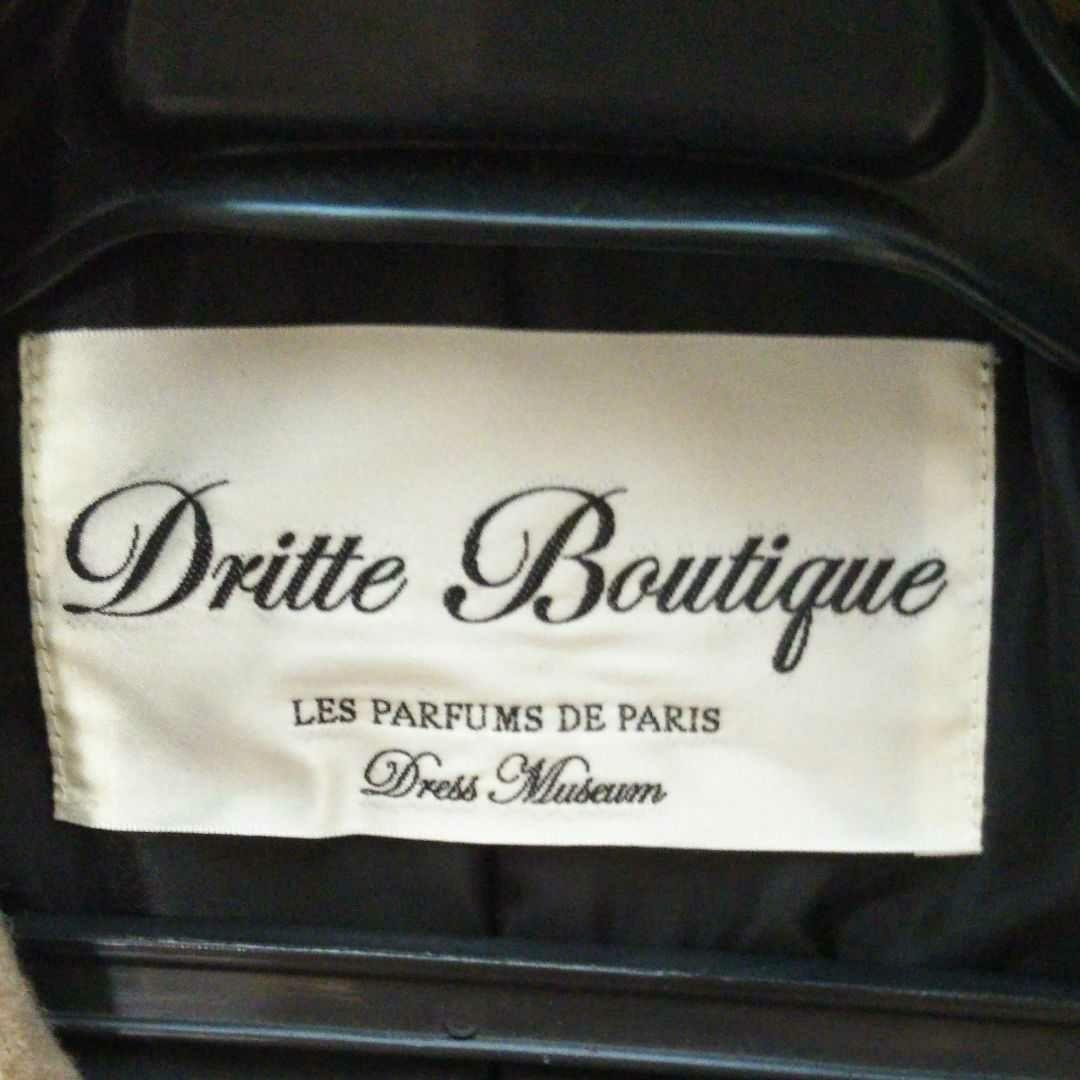 Dritte Boutique
LES PARFUMS DE PARIS
Dress Museum